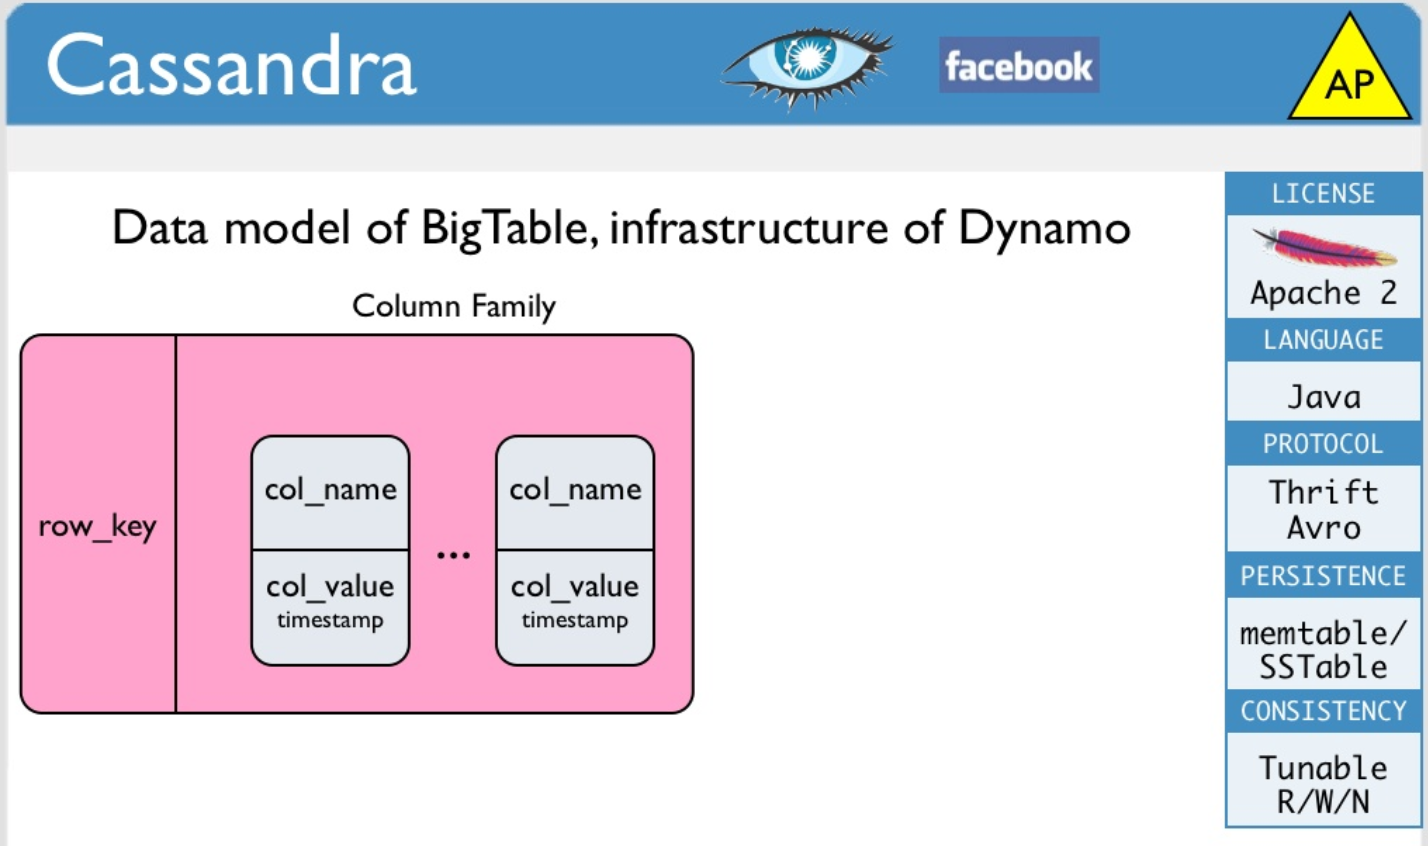 Cassandra
facebook
AP
Data model of BigTable, infrastructure of Dynamo
Column Family
row_key
col_name
col_value
timestamp
...
col_name
col_value
timestamp
LICENSE
Apache 2
LANGUAGE
Java
PROTOCOL
Thrift
Avro
PERSISTENCE
memtable/
SSTable
CONSISTENCY
Tunable
R/W/N